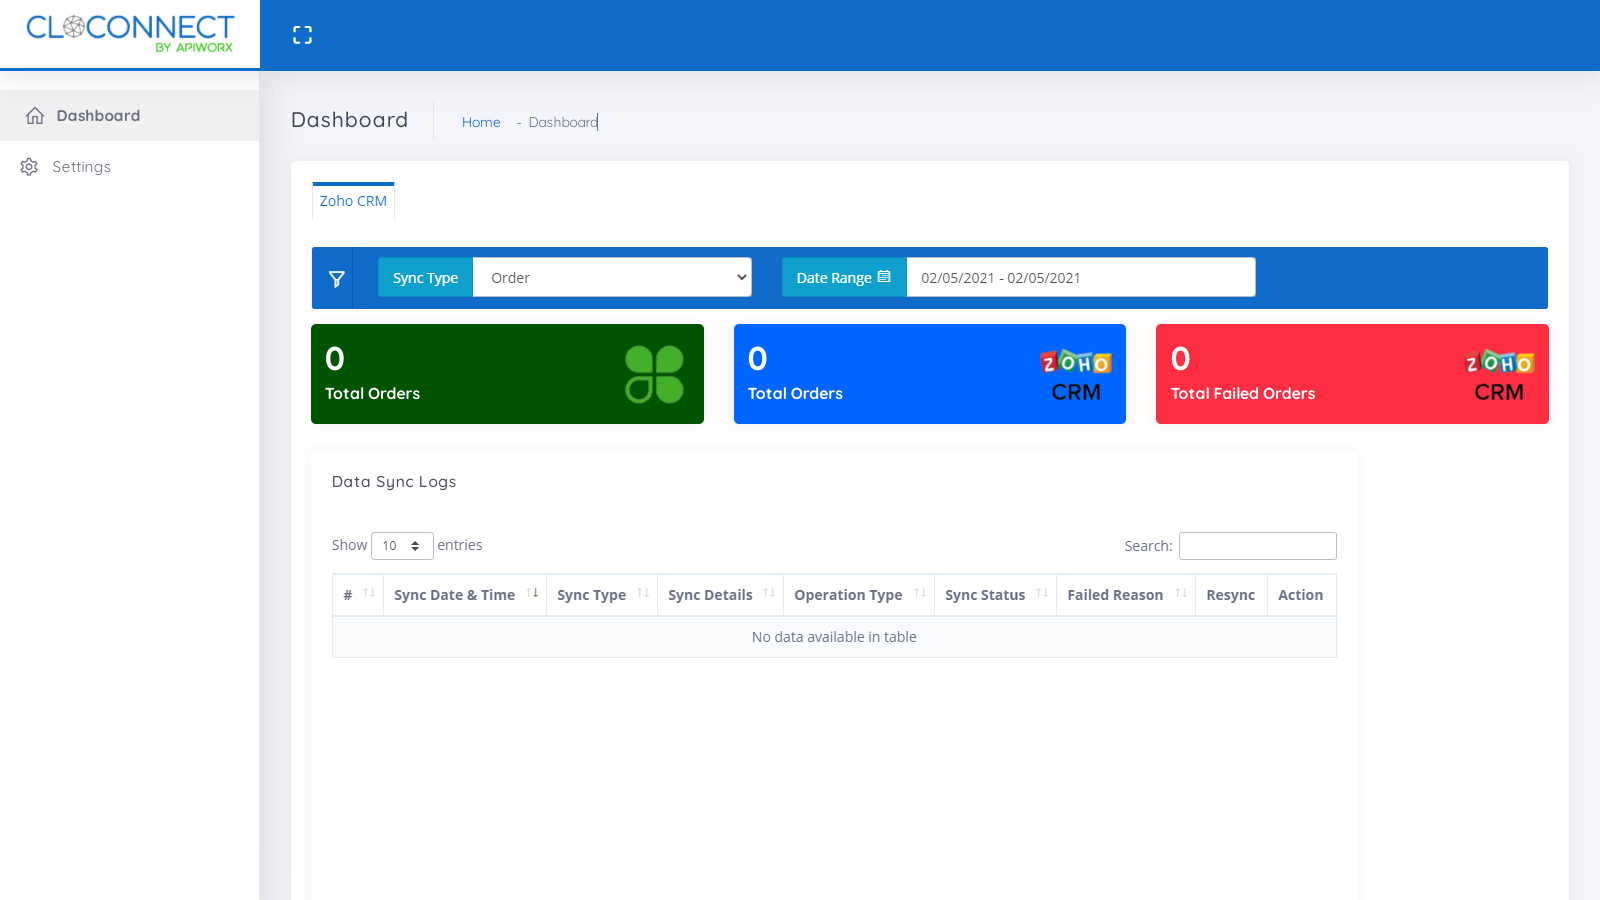 CLOCONNECT
BY APIWORX
Dashboard
Settings
Dashboard
Home - Dashboard
Zoho CRM
Sync Type Order Date Range 02/05/2021 - 02/05/2021
0
Total Orders
0
Total Orders
ZOHO
CRM
0
Total Failed Orders
ZOHO
CRM
Data Sync Logs
Show 10 entries Search:
# Sync Date & Time Sync Type Sync Details Operation Type Sync Status Failed Reason Resync Action
No data available in table